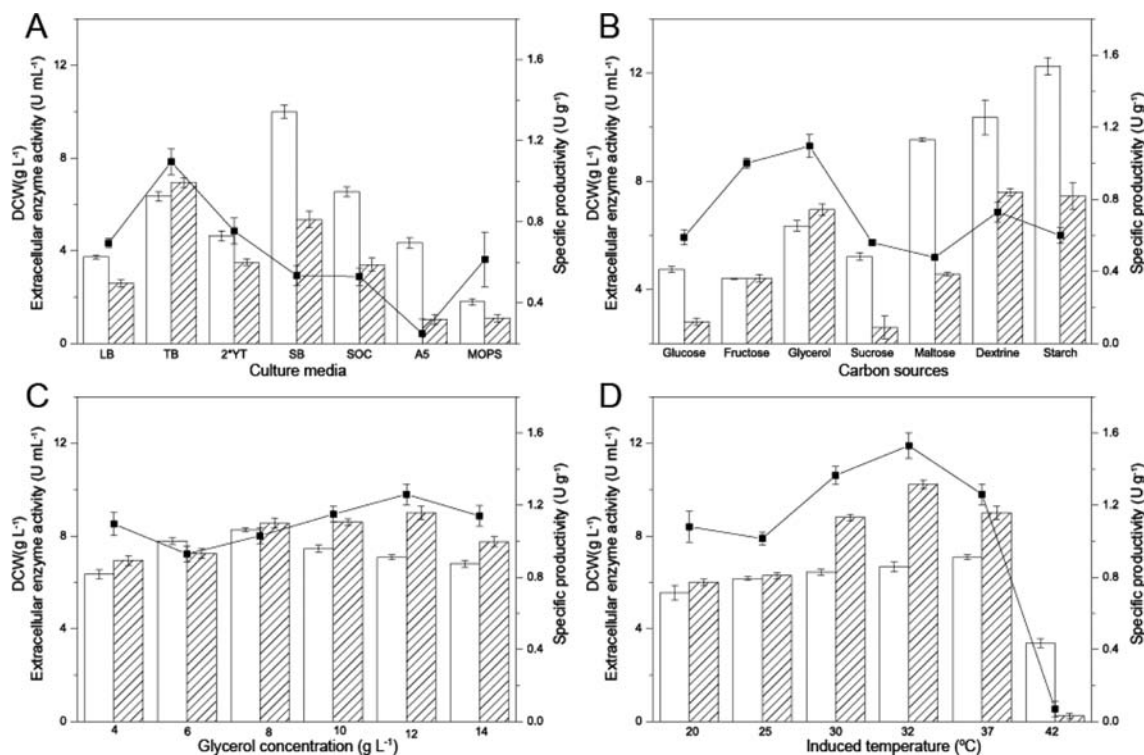 A
DCW(g L⁻¹)
Extracellular enzyme activity (U mL⁻¹)
12
8
4
0
1.6
1.2
0.8
0.4
Specific productivity (U g⁻¹)
LB TB 2*YT SB SOC A5 MOPS
Culture media
B
DCW(g L⁻¹)
Extracellular enzyme activity (U mL⁻¹)
12
8
4
1.6
1.2
0.8
0.4
0.0
Specific productivity (U g⁻¹)
Glucose Fructose Glycerol Sucrose Maltose Dextrine Starch
Carbon sources
C
DCW(g L⁻¹)
Extracellular enzyme activity (U mL⁻¹)
12
8
4
0
1.6
1.2
0.8
0.4
0.0
Specific productivity (U g⁻¹)
4 6 8 10 12 14
Glycerol concentration (g L⁻¹)
D
DCW(g L⁻¹)
Extracellular enzyme activity (U mL⁻¹)
12
8
4
0
1.6
1.2
0.8
0.4
0.0
Specific productivity (U g⁻¹)
20 25 30 32 37 42
Induced temperature (ºC)